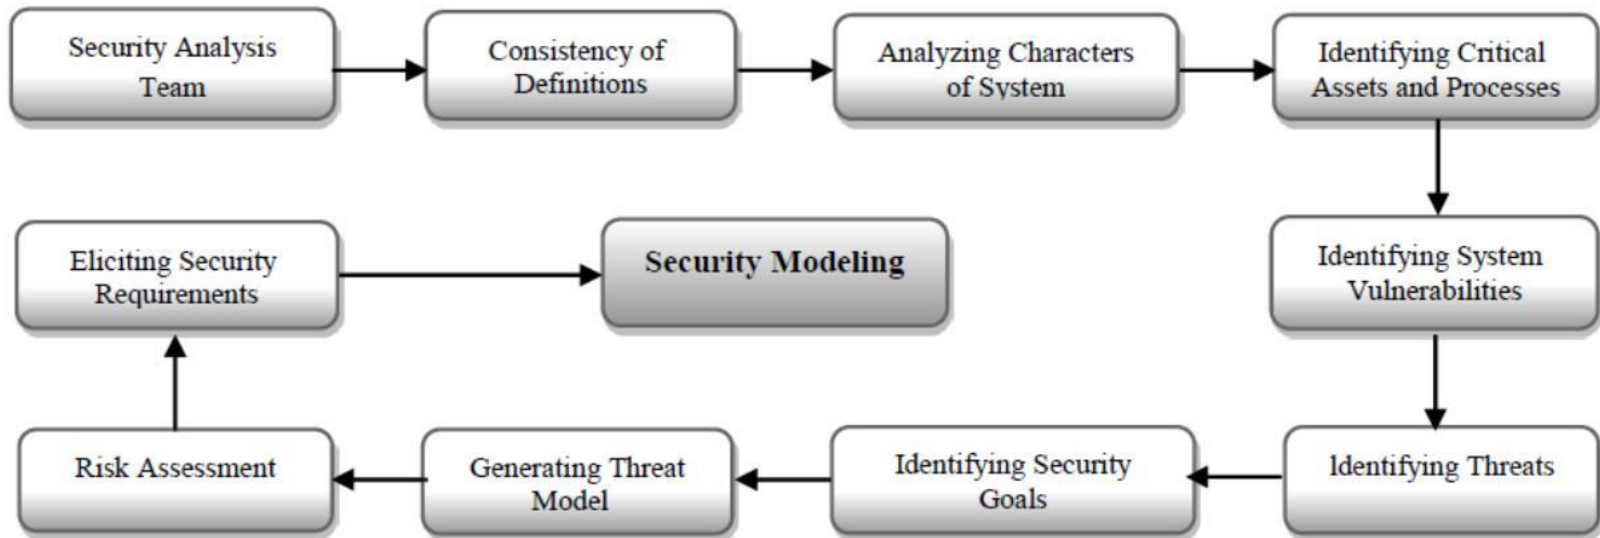 Security Analysis
Team
Consistency of
Definitions
Analyzing Characters
of System
Identifying Critical
Assets and Processes
Eliciting Security
Requirements
Security Modeling
Identifying System
Vulnerabilities
Risk Assessment
Generating Threat
Model
Identifying Security
Goals
Identifying Threats